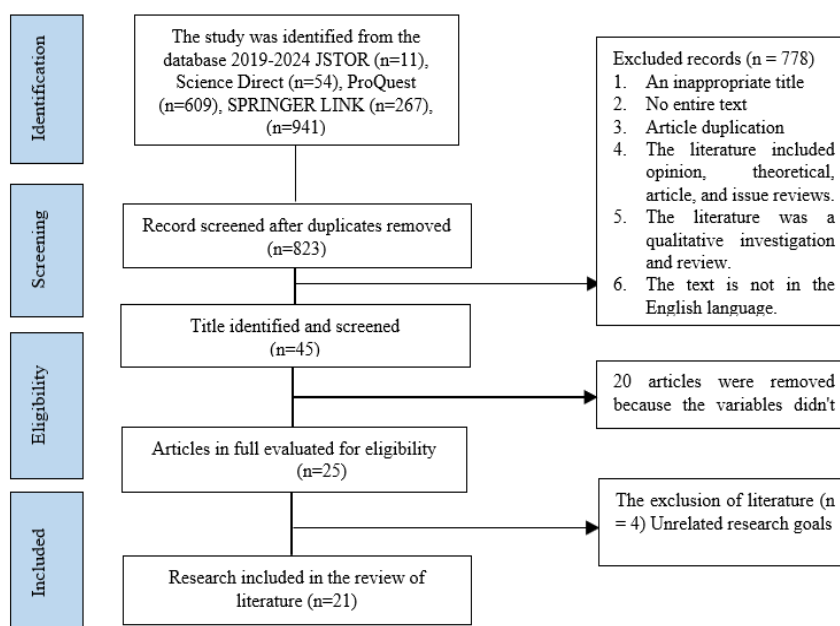 Identification
The study was identified from the
database 2019-2024 JSTOR (n=11),
Science Direct (n=54), ProQuest
(n=609), SPRINGER LINK (n=267),
(n=941)
Excluded records (n = 778)
1. An inappropriate title
2. No entire text
3. Article duplication
4. The literature included
opinion, theoretical,
article, and issue reviews.
5. The literature was a
qualitative investigation
and review.
6. The text is not in the
English language.
Screening
Record screened after duplicates removed
(n=823)
Title identified and screened
(n=45)
Eligibility
20 articles were removed
because the variables didn't
Articles in full evaluated for eligibility
(n=25)
Included
The exclusion of literature (n
= 4) Unrelated research goals
Research included in the review of
literature (n=21)